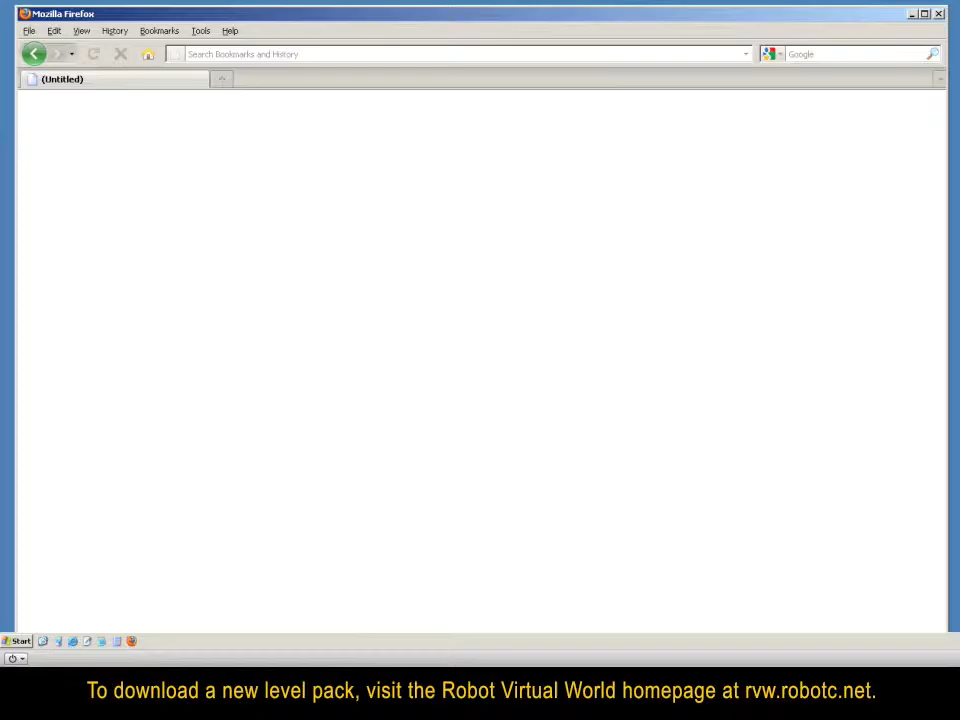 Mozilla Firefox
File Edit View History Bookmarks Tools Help
Search Bookmarks and History Google
(Untitled)
Start
To download a new level pack, visit the Robot Virtual World homepage at rvw.robotc.net.